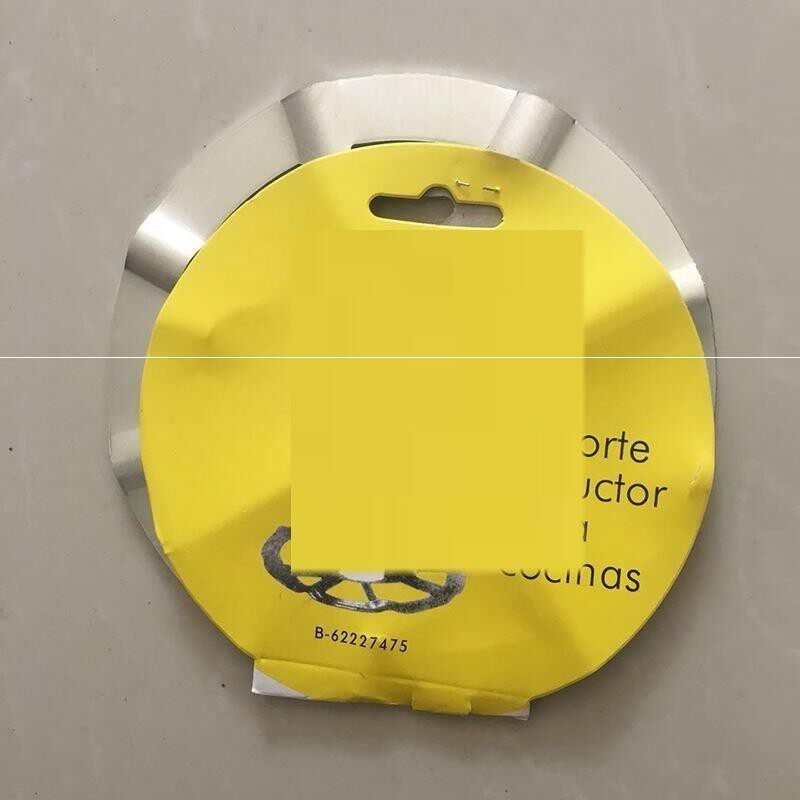 orte
uctor
a
cocinas
B-62227475